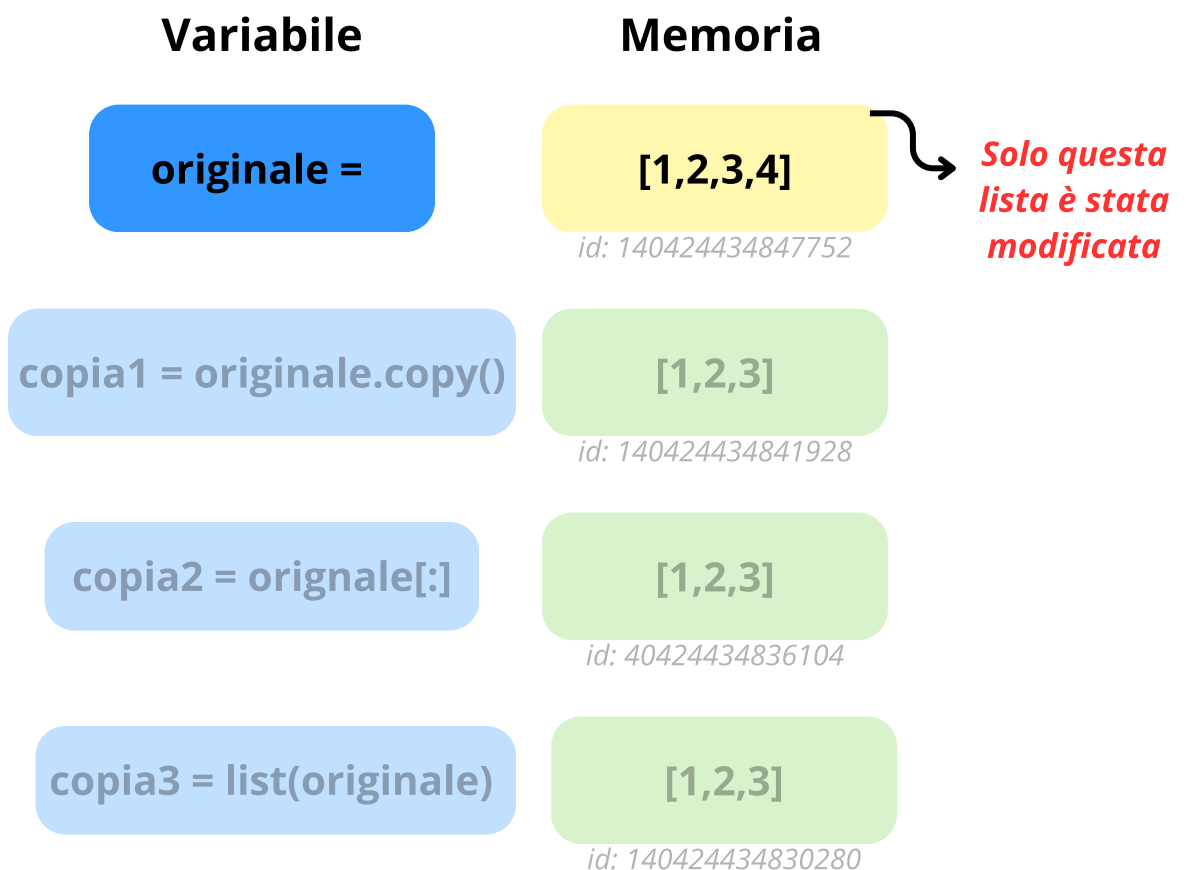 Variabile
Memoria
originale =
[1,2,3,4]
Solo questa
lista è stata
modificata
id: 140424434847752
copia1 = originale.copy()
[1,2,3]
id: 140424434841928
copia2 = orignale[:]
[1,2,3]
id: 40424434836104
copia3 = list(originale)
[1,2,3]
id: 140424434830280